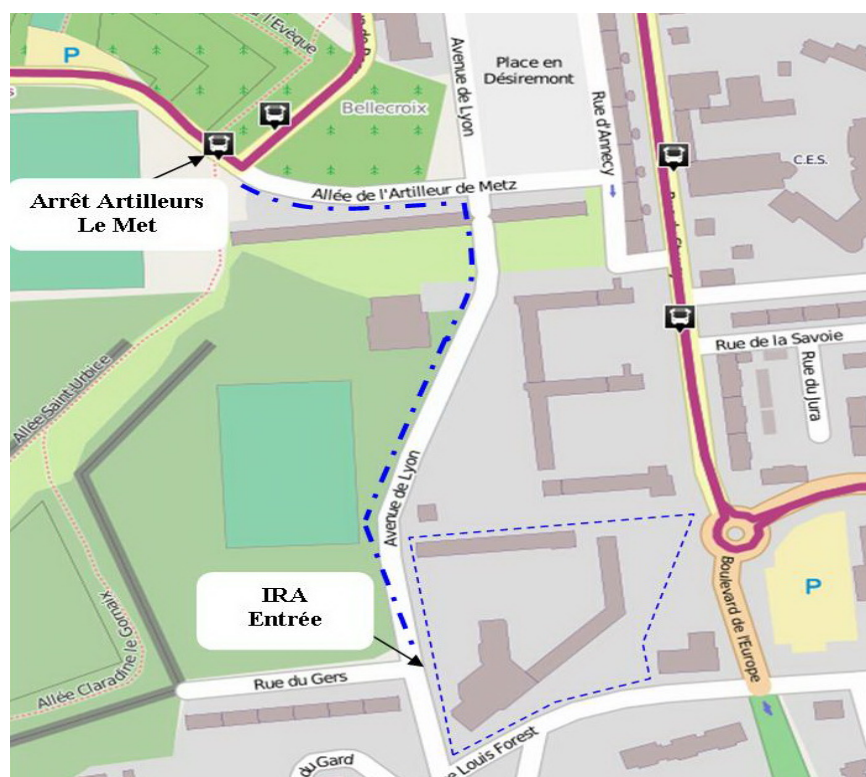 l'Evèque
P
Avenue de Lyon
Place en
Désiremont
Rue d'Annecy
Bellecroix
C.E.S.
Arrêt Artilleurs
Le Met
Allée de l'Artilleur de Metz
Rue de la Savoie
Rue du Jura
Allée Saint-Urbice
Avenue de Lyon
IRA
Entrée
Boulevard de l'Europe
P
Allée Claradine le Gornaix
Rue du Gers
Louis Forest
du Gard